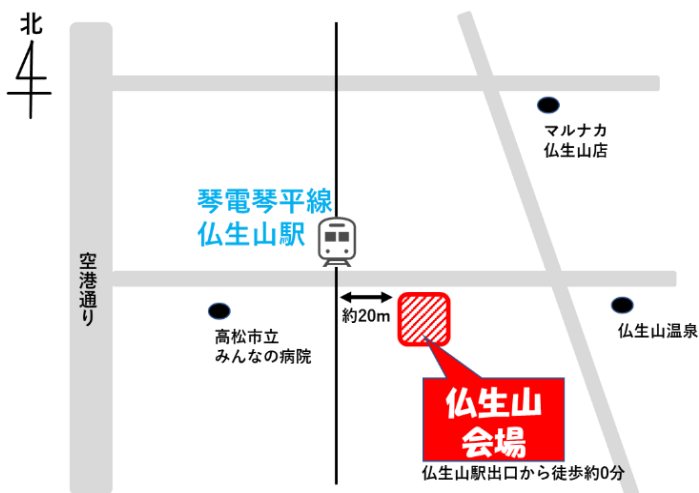 北
マルナカ
仏生山店
琴電琴平線
仏生山駅
空港通り
約20m
高松市立
みんなの病院
仏生山温泉
仏生山
会場
仏生山駅出口から徒歩約0分